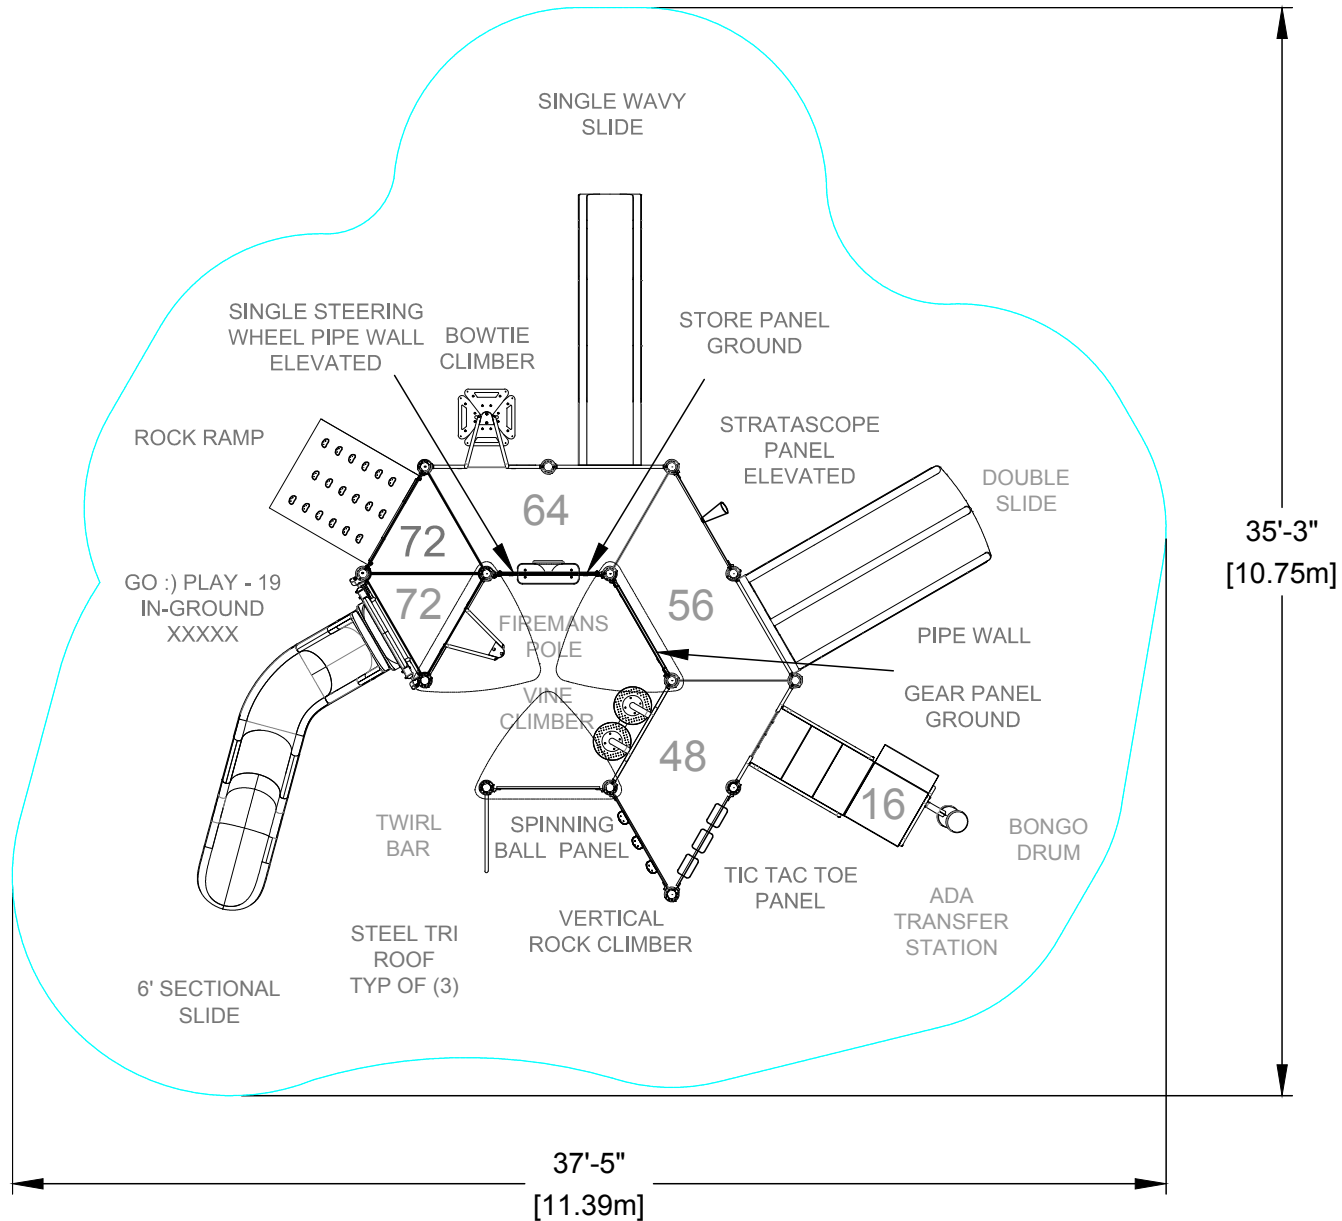 SINGLE WAVY
SLIDE
SINGLE STEERING
WHEEL PIPE WALL
ELEVATED
BOWTIE
CLIMBER
STORE PANEL
GROUND
ROCK RAMP
STRATASCOPE
PANEL
ELEVATED
DOUBLE
SLIDE
64
72
35'-3"
[10.75m]
GO :) PLAY - 19
IN-GROUND
XXXXX
72
FIREMANS
POLE
56
PIPE WALL
VINE
CLIMBER
GEAR PANEL
GROUND
48
16
TWIRL
BAR
SPINNING
BALL PANEL
BONGO
DRUM
TIC TAC TOE
PANEL
ADA
TRANSFER
STATION
VERTICAL
ROCK CLIMBER
STEEL TRI
ROOF
TYP OF (3)
6' SECTIONAL
SLIDE
37'-5"
[11.39m]